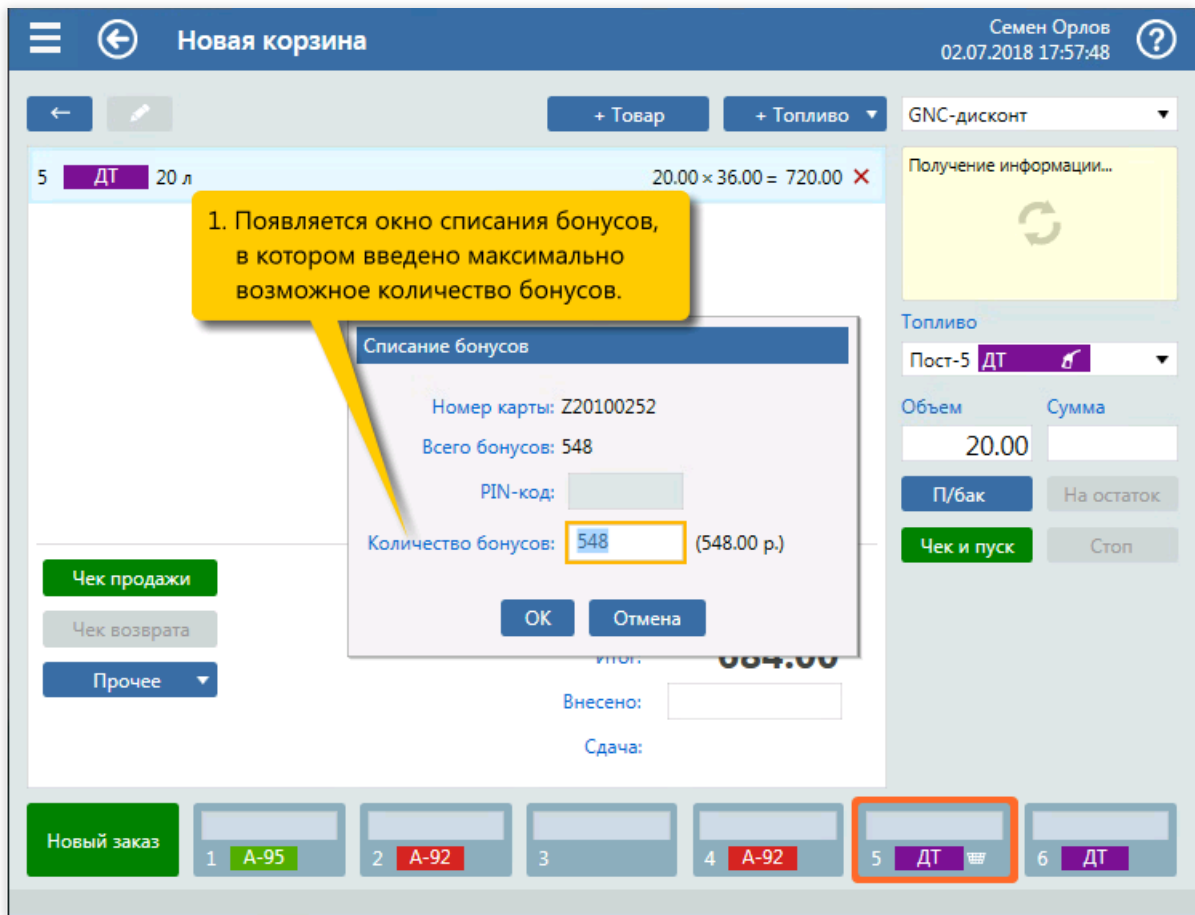 Новая корзина
Семен Орлов
02.07.2018 17:57:48
?
+ Товар
+ Топливо
GNC-дисконт
5 ДТ 20 л
20.00 × 36.00 = 720.00
Получение информации...
1. Появляется окно списания бонусов,
в котором введено максимально
возможное количество бонусов.
Топливо
Пост-5 ДТ
Объем Сумма
20.00
П/бак На остаток
Чек и пуск Стоп
Списание бонусов
Номер карты: Z20100252
Всего бонусов: 548
PIN-код:
Количество бонусов: 548 (548.00 р.)
ОК Отмена
Чек продажи
Чек возврата
Прочее
Итог: 684.00
Внесено:
Сдача:
Новый заказ
1 А-95
2 А-92
3
4 А-92
5 ДТ
6 ДТ